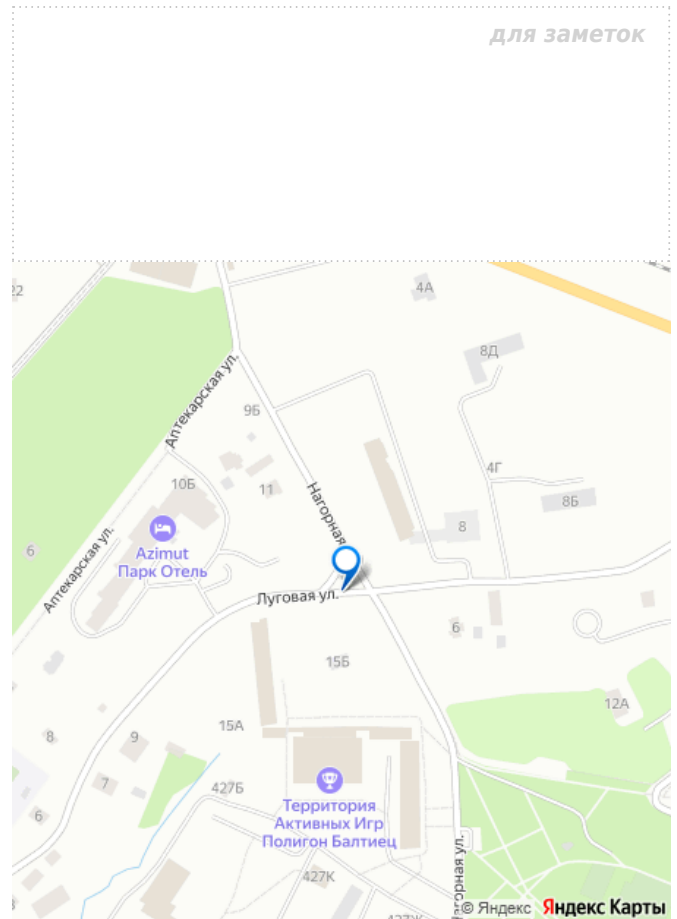 для заметок
22
4А
8Д
Аптекарская ул.
9Б
4Г
10Б
11
Нагорная
8Б
8
6
Azimut
Парк Отель
Аптекарская ул.
Луговая ул.
6
15Б
12А
15А
8
9
7
427Б
6
Территория
Активных Игр
Полигон Балтиец
427К
427Ж
Нагорная ул.
© Яндекс Яндекс Карты